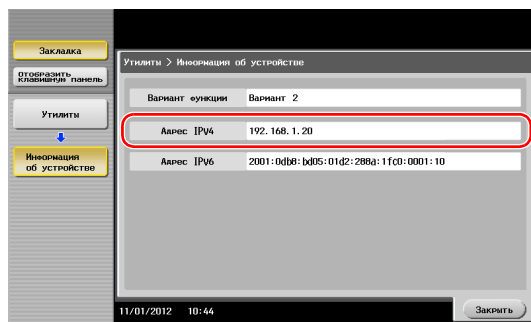 Закладка
Отобразить
клавишную панель
Утилиты
Информация
об устройстве
Утилиты > Информация об устройстве
Вариант функции Вариант 2
Адрес IPv4 192.168.1.20
Адрес IPv6 2001:0db8:bd05:01d2:288a:1fc0:0001:10
11/01/2012 10:44
Закрыть